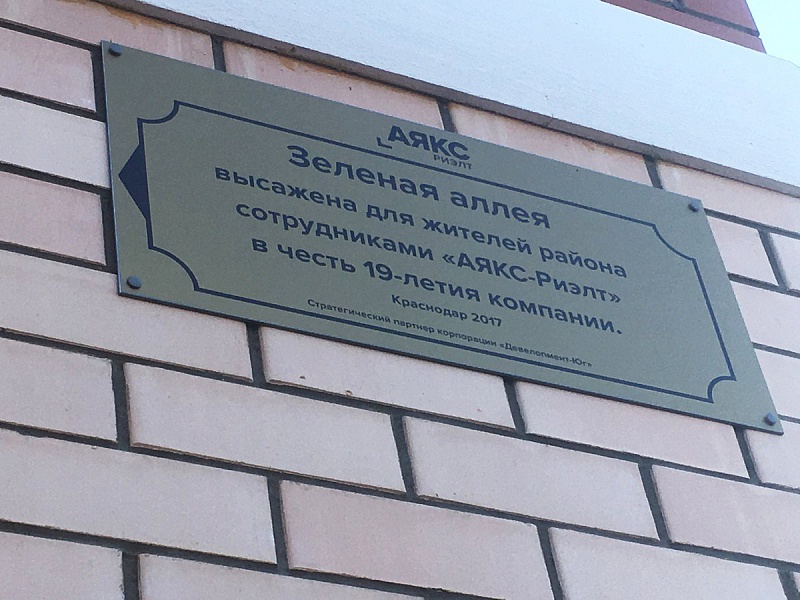 АЯКС
РИЭЛТ
Зеленая аллея
высажена для жителей района
сотрудниками «АЯКС-Риэлт»
в честь 19-летия компании.
Краснодар 2017
Стратегический партнер корпорации «Девелопмент-Юг»